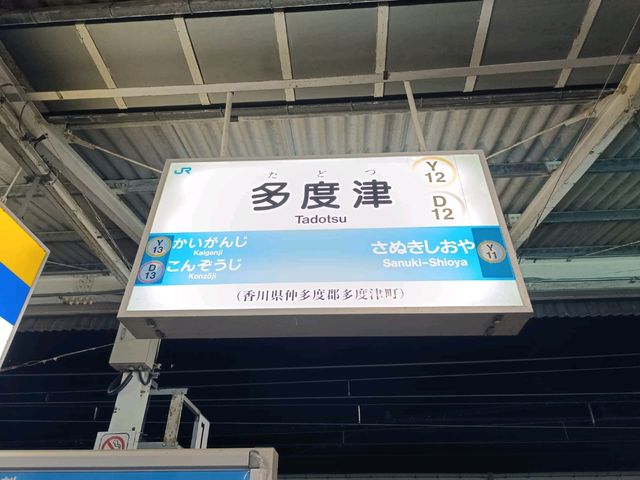 JR
たどつ
多度津
Tadotsu
Y
12
D
12
Y
13
かいがんじ
Kaiganji
D
13
こんぞうじ
Konzōji
さぬきしおや
Sanuki-Shioya
Y
11
(香川県仲多度郡多度津町)